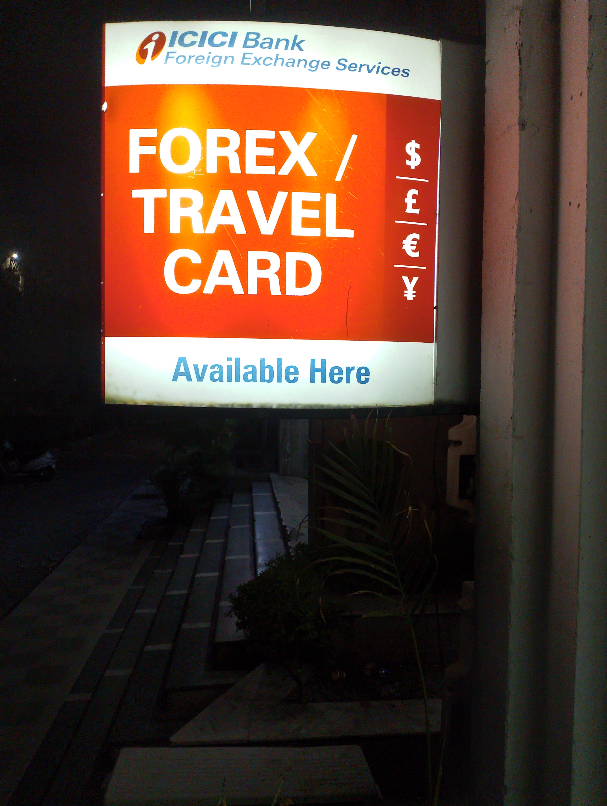 ICICI Bank
Foreign Exchange Services
FOREX /
TRAVEL
CARD
$
£
€
¥
Available Here